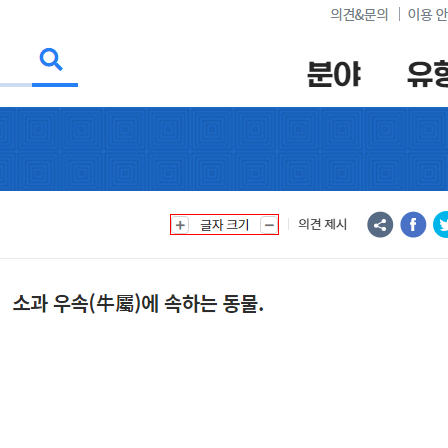 의견&문의 | 이용 안
분야 유형
+ 글자 크기 − | 의견 제시
소과 우속(牛屬)에 속하는 동물.